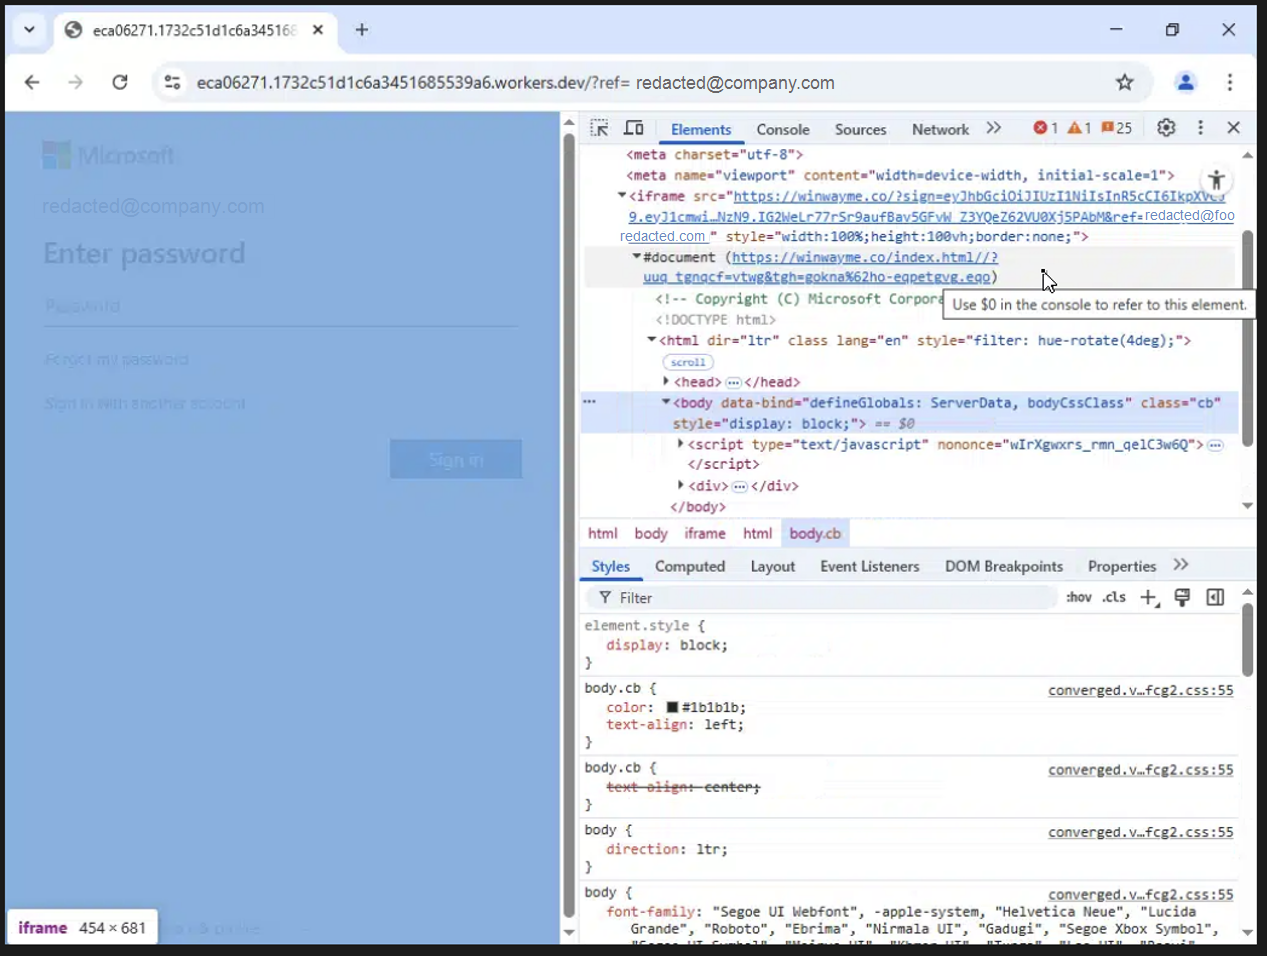 eca06271.1732c51d1c6a345168
eca06271.1732c51d1c6a3451685539a6.workers.dev/?ref= redacted@company.com
Microsoft
redacted@company.com
Enter password
Password
Forgot my password
Sign in with another account
Sign in
iframe 454 × 681
Elements Console Sources Network 1 1 25
<meta charset="utf-8">
<meta name="viewport" content="width=device-width, initial-scale=1">
<iframe src="https://winwayme.co/?sign=eyJhbGciOiJIUzI1NiIsInR5cCI6IkpXVCJ
9.eyJ1cmwi…NzN9.IG2WeLr77rSr9aufBav5GFvW Z3YQeZ62VU0Xj5PAbM&ref=redacted@foo
redacted.com " style="width:100%;height:100vh;border:none;">
#document (https://winwayme.co/index.html//?
uuq_tgnqcf=vtwg&tgh=gokna%62ho-eqpetgvg.eqo)
<!-- Copyright (C) Microsoft Corpora
Use $0 in the console to refer to this element.
<!DOCTYPE html>
<html dir="ltr" class lang="en" style="filter: hue-rotate(4deg);">
scroll
<head> … </head>
… <body data-bind="defineGlobals: ServerData, bodyCssClass" class="cb"
style="display: block;"> == $0
<script type="text/javascript" nononce="wIrXgwxrs_rmn_qelC3w6Q"> …
</script>
<div> … </div>
</body>
html body iframe html body.cb
Styles Computed Layout Event Listeners DOM Breakpoints Properties
Filter :hov .cls
element.style {
display: block;
}
body.cb { converged.v…fcg2.css:55
color: #1b1b1b;
text-align: left;
}
body.cb { converged.v…fcg2.css:55
text-align: center;
}
body { converged.v…fcg2.css:55
direction: ltr;
}
body { converged.v…fcg2.css:55
font-family: "Segoe UI Webfont", -apple-system, "Helvetica Neue", "Lucida
Grande", "Roboto", "Ebrima", "Nirmala UI", "Gadugi", "Segoe Xbox Symbol",